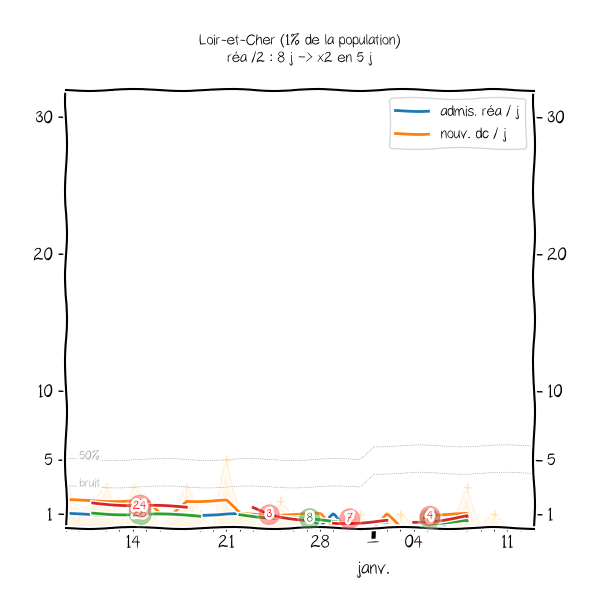 Loir-et-Cher (1% de la population)
réa /2 : 8 j -> x2 en 5 j
admis. réa / j
nouv. dc / j
30 30
20 20
10 10
50%
5 5
bruit
24
3 8 7 4
1 1
14 21 28 1 04 11
janv.